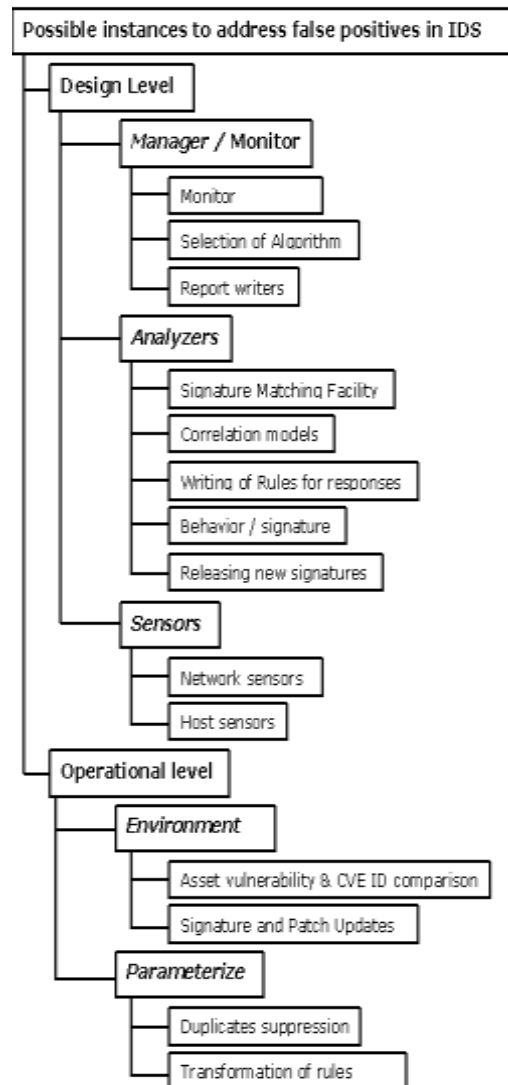 Possible instances to address false positives in IDS
Design Level
Manager / Monitor
Monitor
Selection of Algorithm
Report writers
Analyzers
Signature Matching Facility
Correlation models
Writing of Rules for responses
Behavior / signature
Releasing new signatures
Sensors
Network sensors
Host sensors
Operational level
Environment
Asset vulnerability & CVE ID comparison
Signature and Patch Updates
Parameterize
Duplicates suppression
Transformation of rules